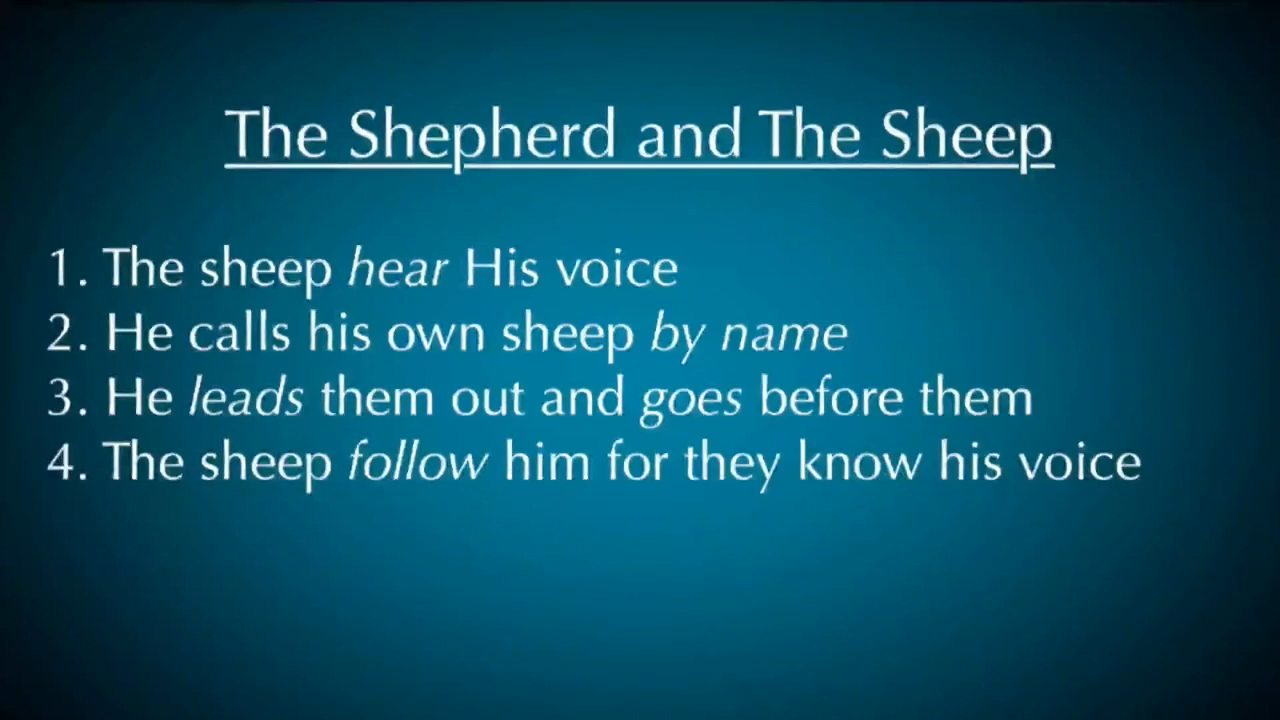 The Shepherd and The Sheep
1. The sheep hear His voice
2. He calls his own sheep by name
3. He leads them out and goes before them
4. The sheep follow him for they know his voice